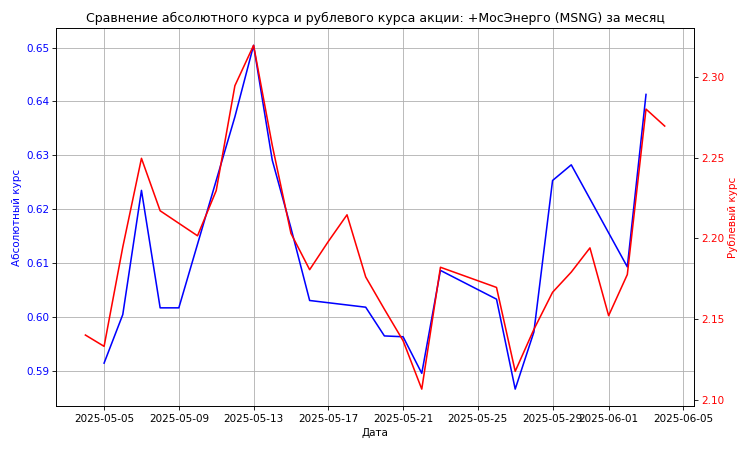 Сравнение абсолютного курса и рублевого курса акции: +МосЭнерго (MSNG) за месяц
0.65
0.64
0.63
0.62
0.61
0.60
0.59
Абсолютный курс
2.30
2.25
2.20
2.15
2.10
Рублевый курс
2025-05-05 2025-05-09 2025-05-13 2025-05-17 2025-05-21 2025-05-25 2025-05-29 2025-06-01 2025-06-05
Дата